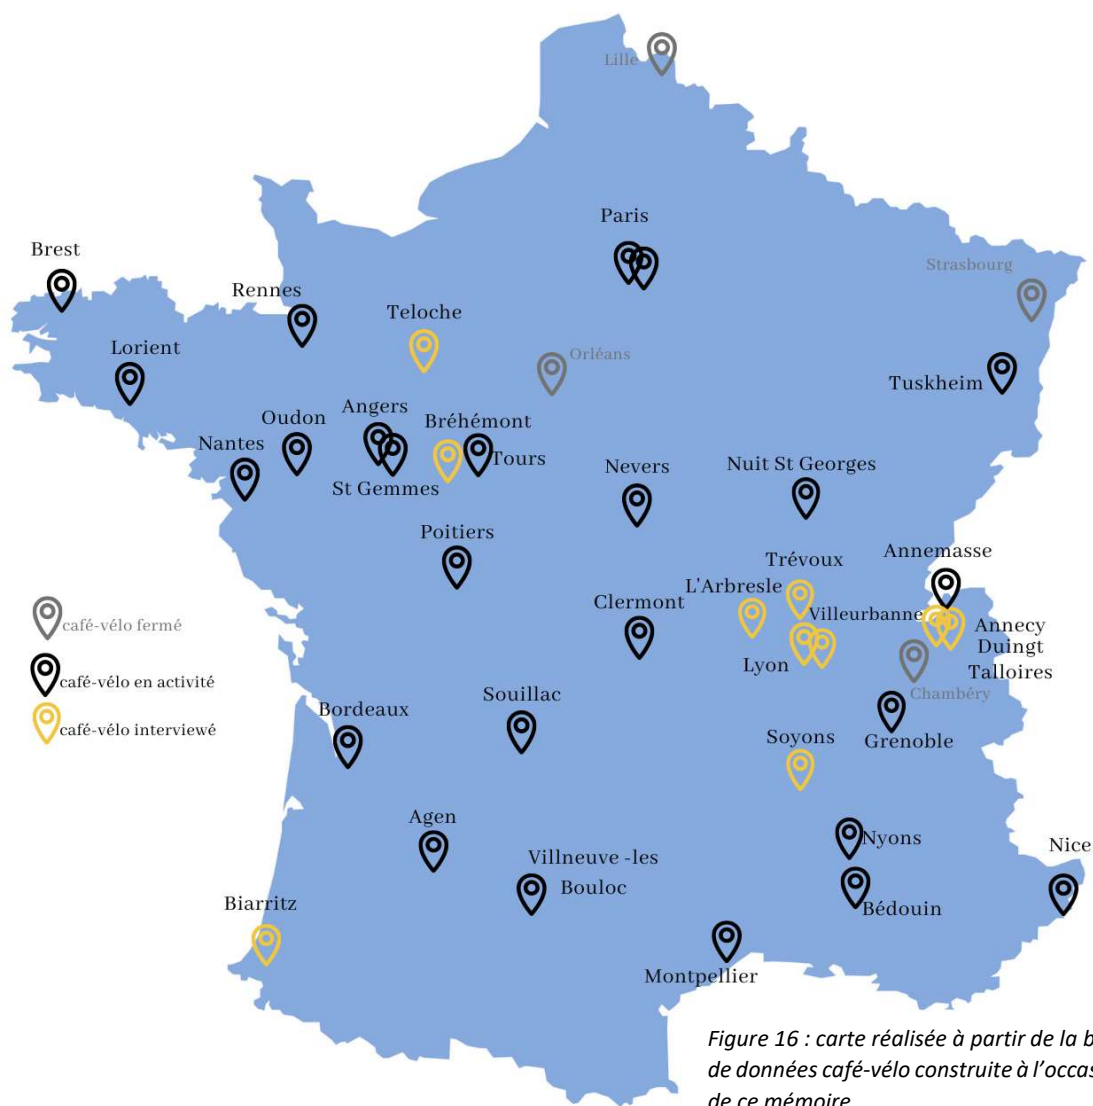 Lille
Paris
Brest
Strasbourg
Rennes
Teloche
Lorient
Orléans
Tuskheim
Angers
Oudon
Bréhémont
Nantes
Tours
Nevers
Nuit St Georges
St Gemmes
Poitiers
Annemasse
Trévoux
L'Arbresle
Clermont
Villeurbanne
café-vélo fermé
Annecy
Duingt
Lyon
Talloires
café-vélo en activité
Chambéry
Souillac
Bordeaux
café-vélo interviewé
Soyons
Grenoble
Agen
Nyons
Nice
Villneuve -les
Bouloc
Biarritz
Bédouin
Montpellier
Figure 16 : carte réalisée à partir de la b
de données café-vélo construite à l'occas
de ce mémoire